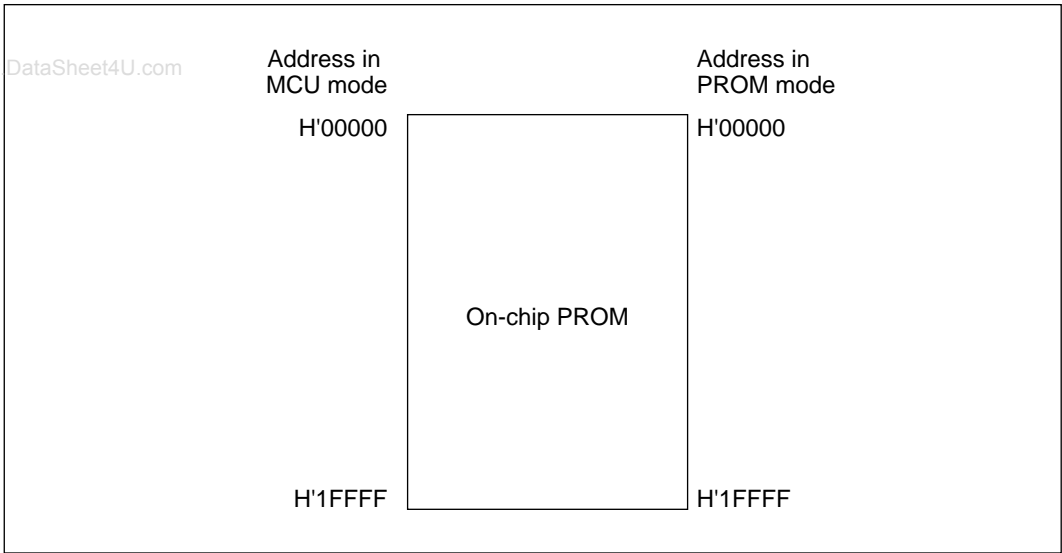 DataSheet4U.com
Address in
MCU mode
Address in
PROM mode
H'00000
H'00000
On-chip PROM
H'1FFFF
H'1FFFF